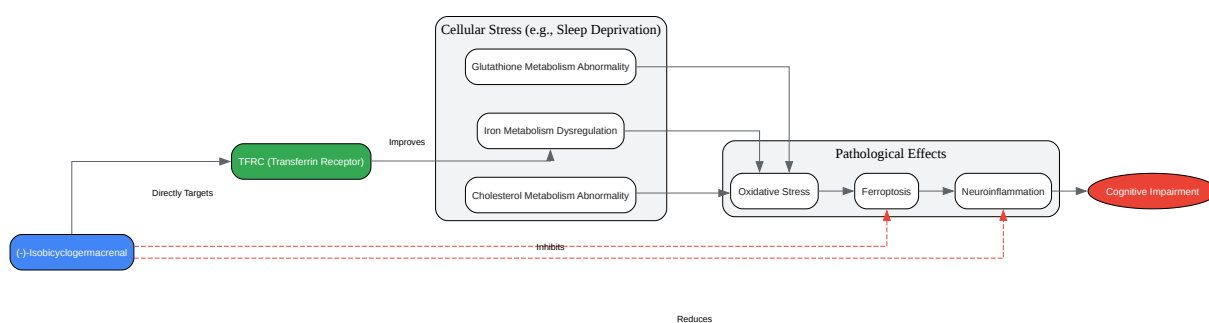 Cellular Stress (e.g., Sleep Deprivation)
Glutathione Metabolism Abnormality
Iron Metabolism Dysregulation
Cholesterol Metabolism Abnormality
Improves
TFRC (Transferrin Receptor)
Directly Targets
(-)-Isobicyclogermacrenal
Pathological Effects
Oxidative Stress
Ferroptosis
Neuroinflammation
Cognitive Impairment
Inhibits
Reduces